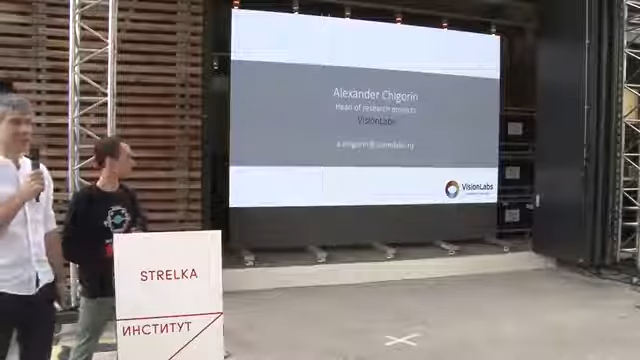 Alexander Chigorin
Head of research projects
VisionLabs
VisionLabs
STRELKA
ИНСТИТУТ